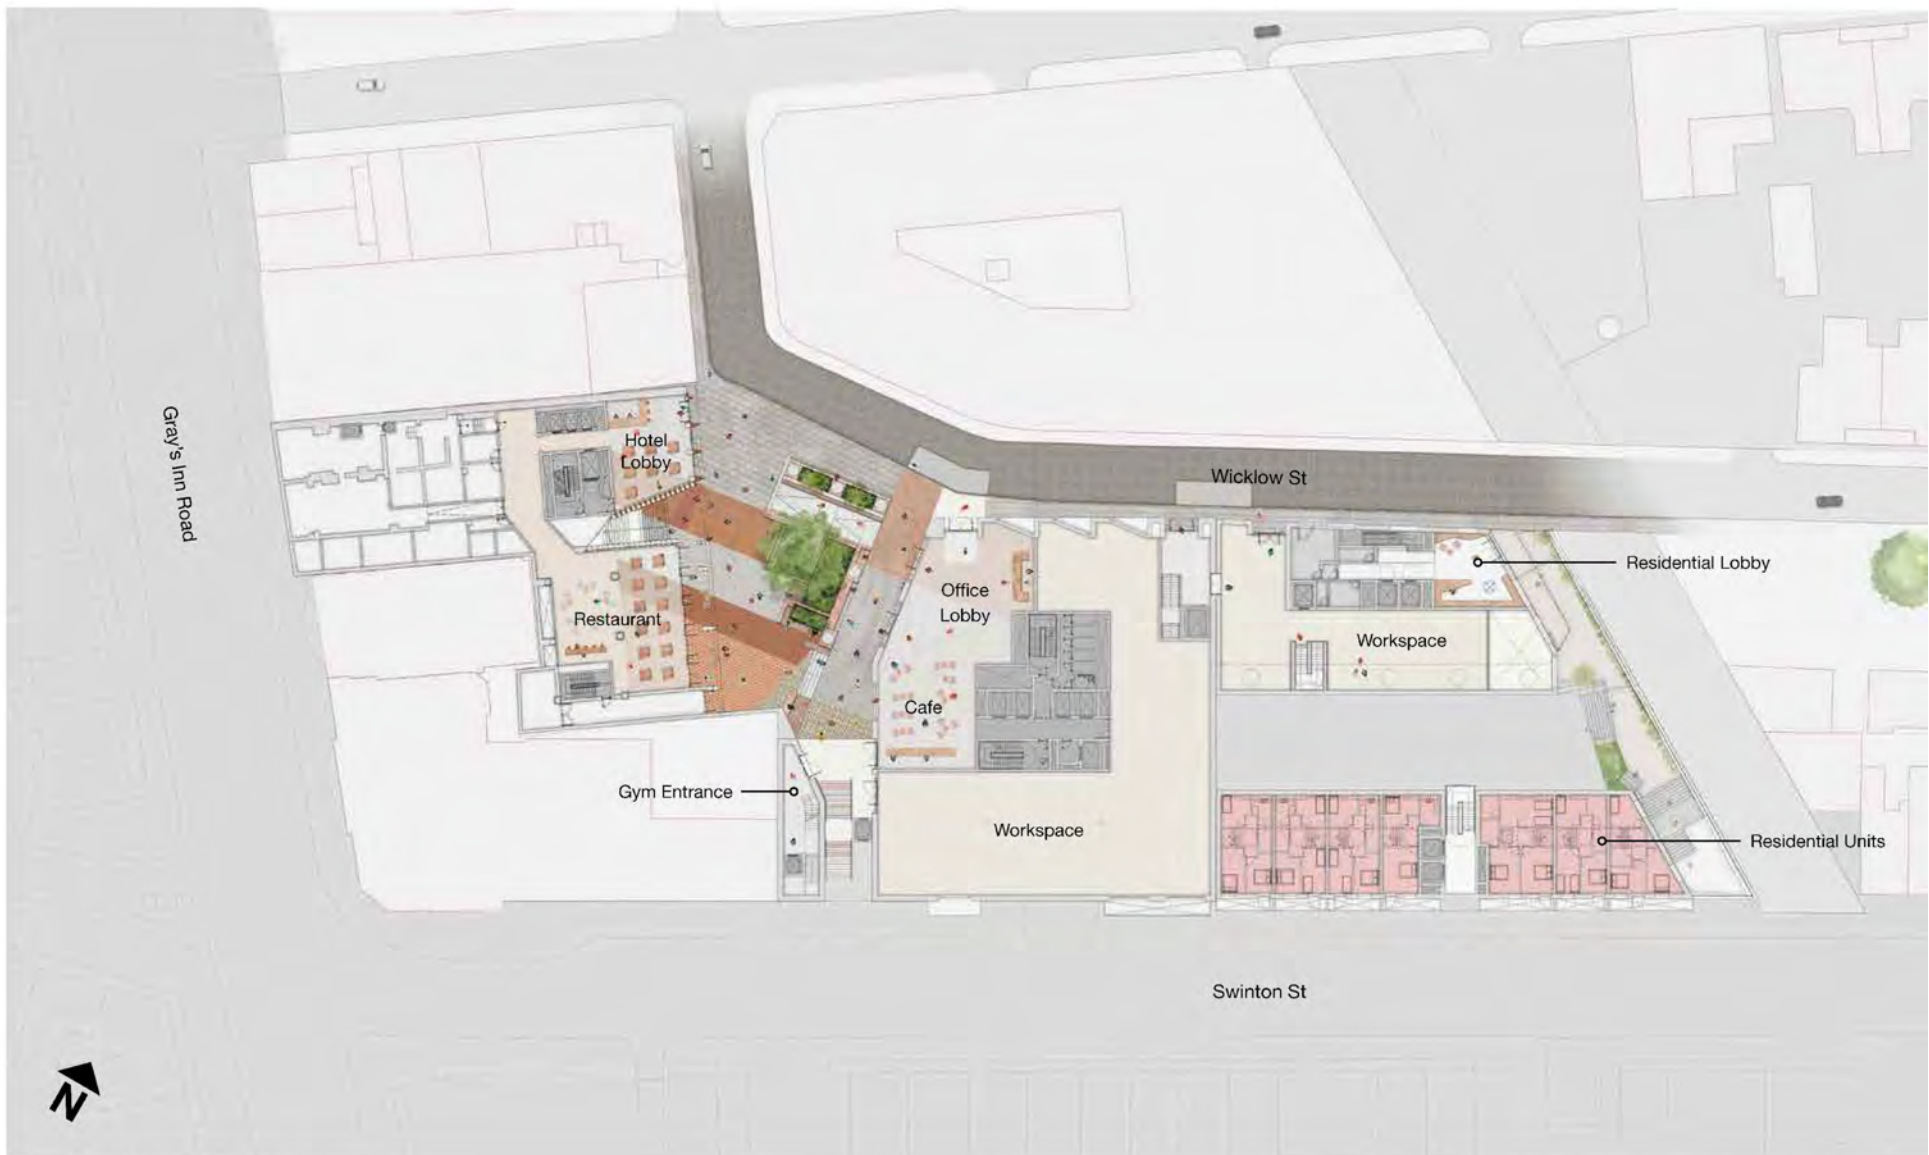 Gray's Inn Road
Hotel
Lobby
Wicklow St
Residential Lobby
Office
Lobby
Restaurant
Workspace
Cafe
Gym Entrance
Workspace
Residential Units
Swinton St
N